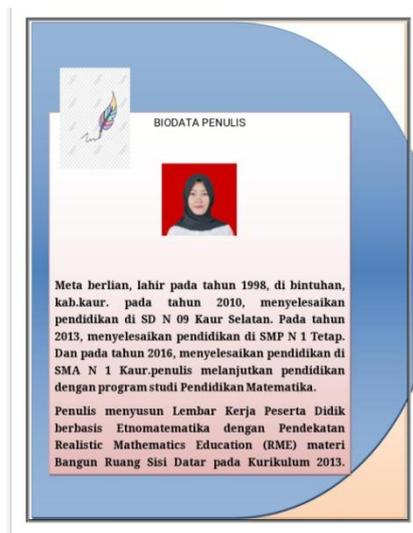 BIODATA PENULIS
Meta berlian, lahir pada tahun 1998, di bintuhan,
kab.kaur. pada tahun 2010, menyelesaikan
pendidikan di SD N 09 Kaur Selatan. Pada tahun
2013, menyelesaikan pendidikan di SMP N 1 Tetap.
Dan pada tahun 2016, menyelesaikan pendidikan di
SMA N 1 Kaur.penulis melanjutkan pendidikan
dengan program studi Pendidikan Matematika.
Penulis menyusun Lembar Kerja Peserta Didik
berbasis Etnomatematika dengan Pendekatan
Realistic Mathematics Education (RME) materi
Bangun Ruang Sisi Datar pada Kurikulum 2013.